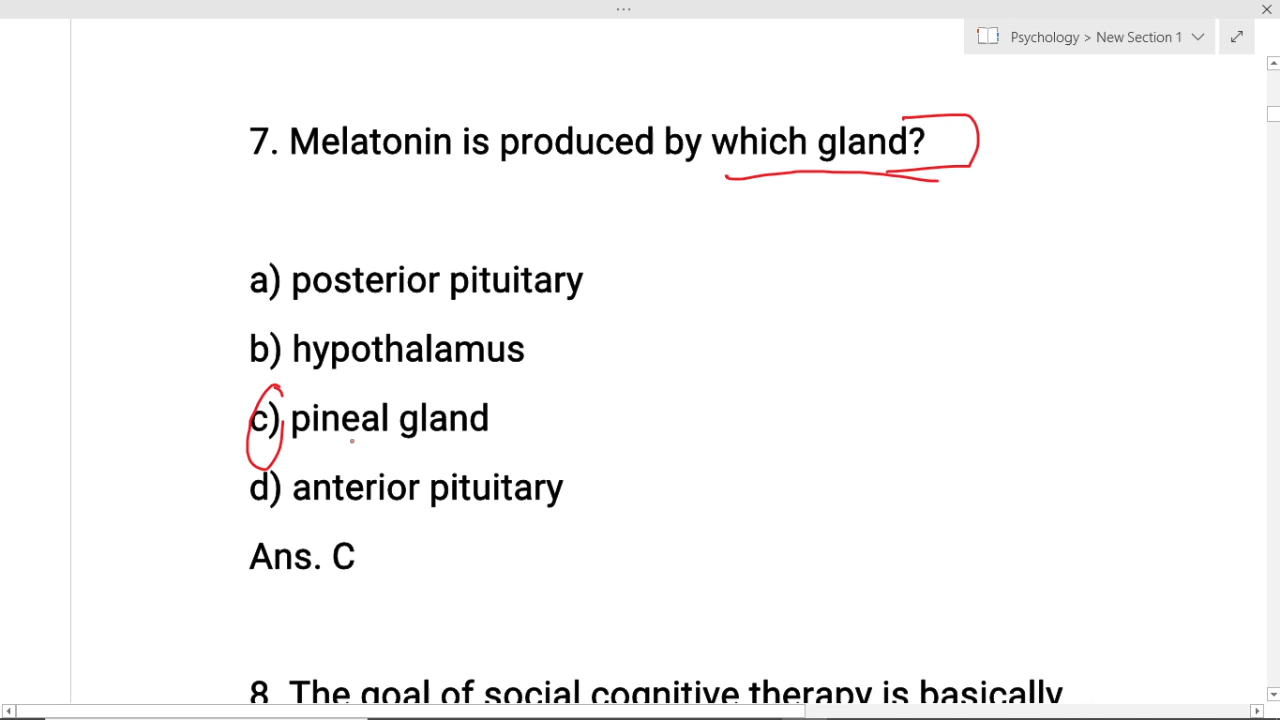 Psychology > New Section 1
7. Melatonin is produced by which gland?
a) posterior pituitary
b) hypothalamus
c) pineal gland
d) anterior pituitary
Ans. C
8. The goal of social cognitive therapy is basically